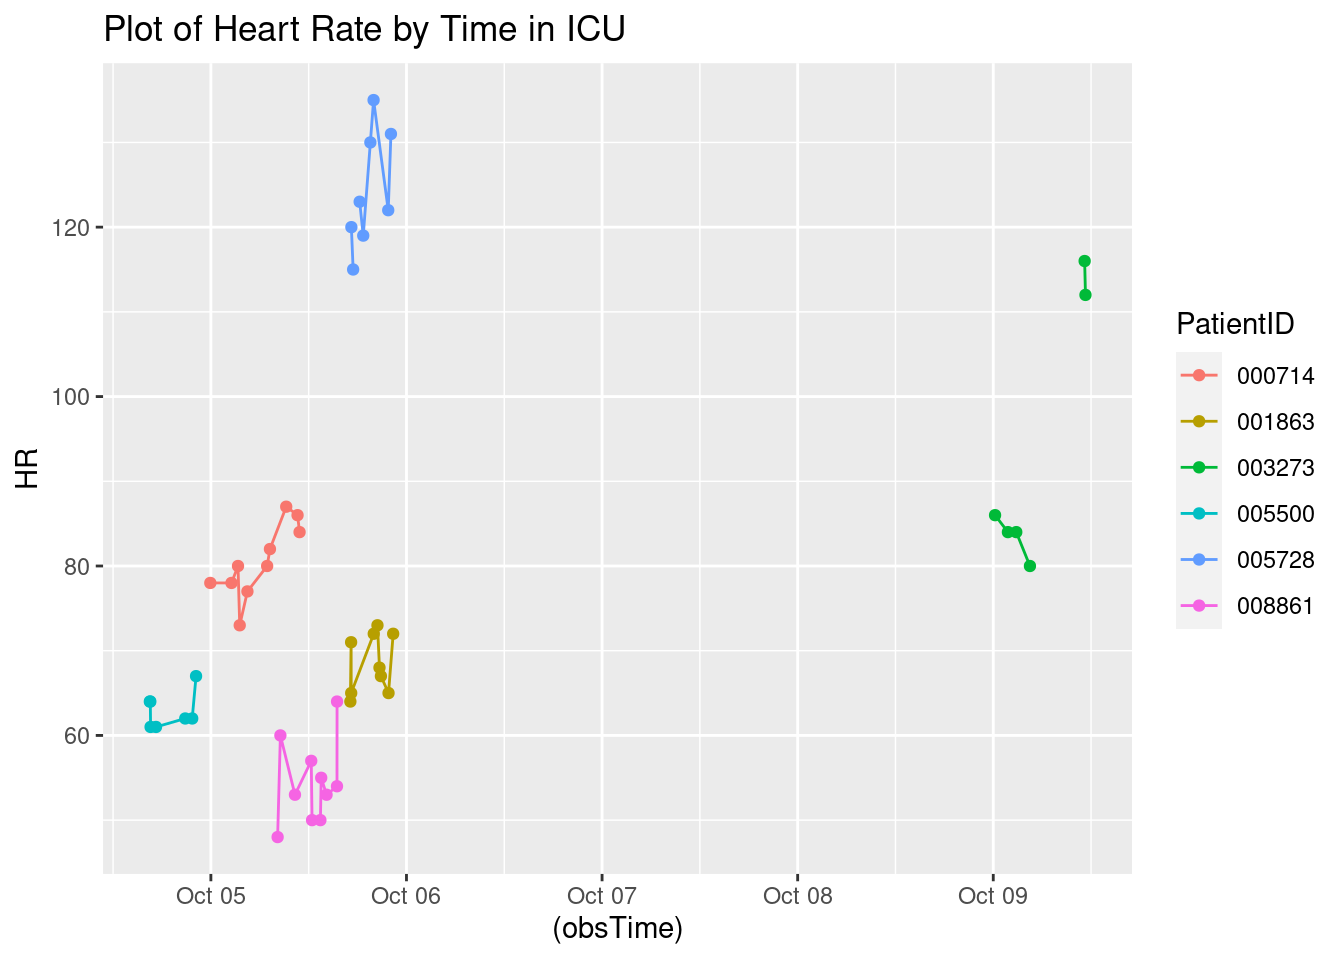 Plot of Heart Rate by Time in ICU
120
100
80
60
HR
Oct 05
Oct 06
Oct 07
Oct 08
Oct 09
(obsTime)
PatientID
000714
001863
003273
005500
005728
008861